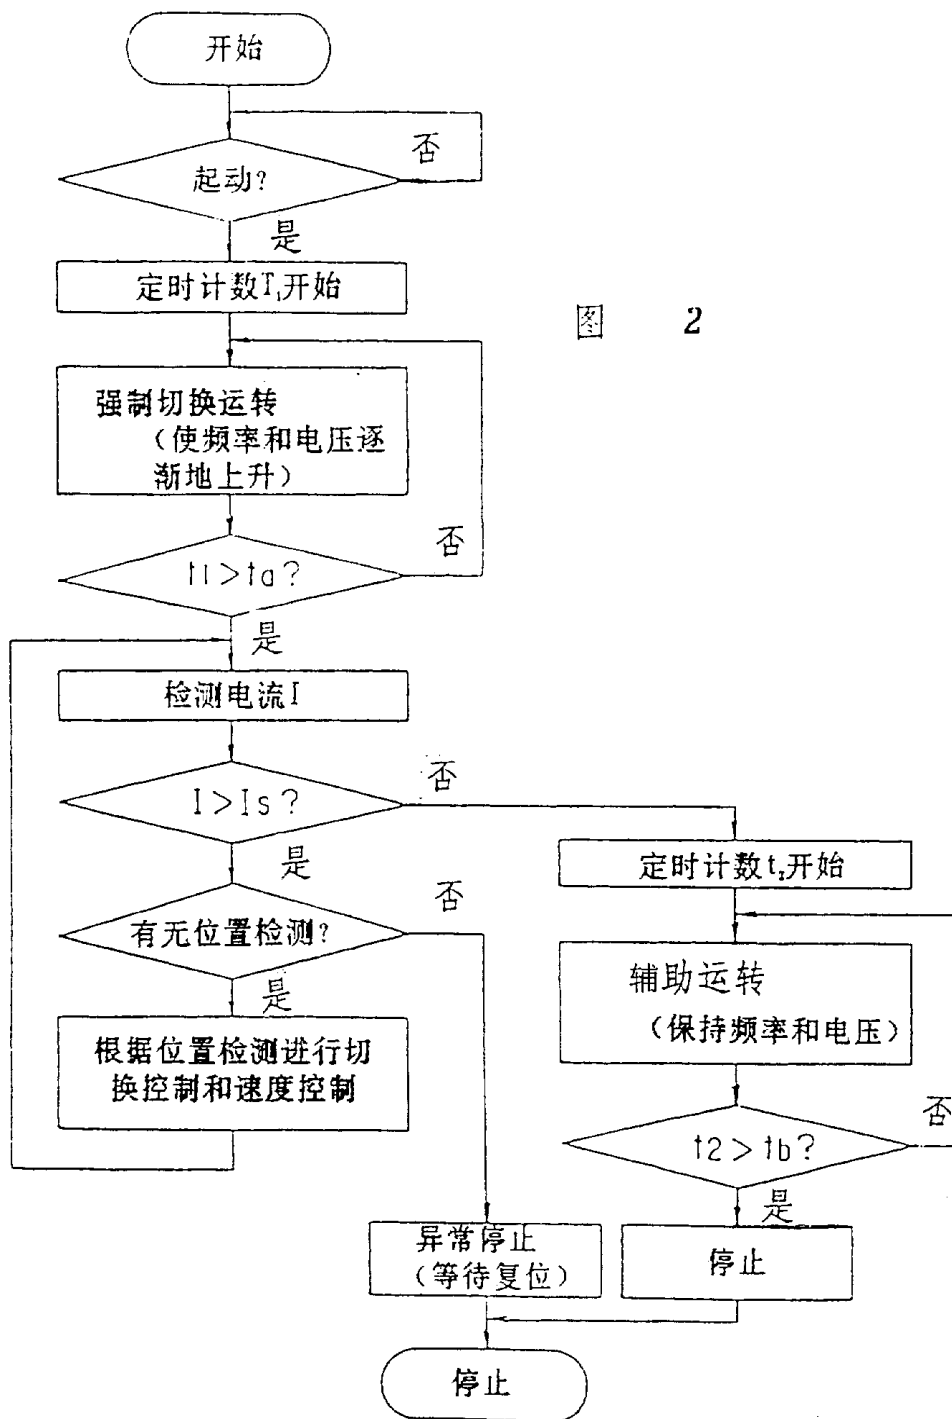 开始
否
起动?
是
定时计数T₁开始
图 2
强制切换运转
(使频率和电压逐
渐地上升)
否
t1>ta?
是
检测电流I
否
I>Is?
是
定时计数t₂开始
否
有无位置检测?
是
辅助运转
(保持频率和电压)
根据位置检测进行切
换控制和速度控制
否
t2>tb?
是
异常停止
(等待复位)
停止
停止